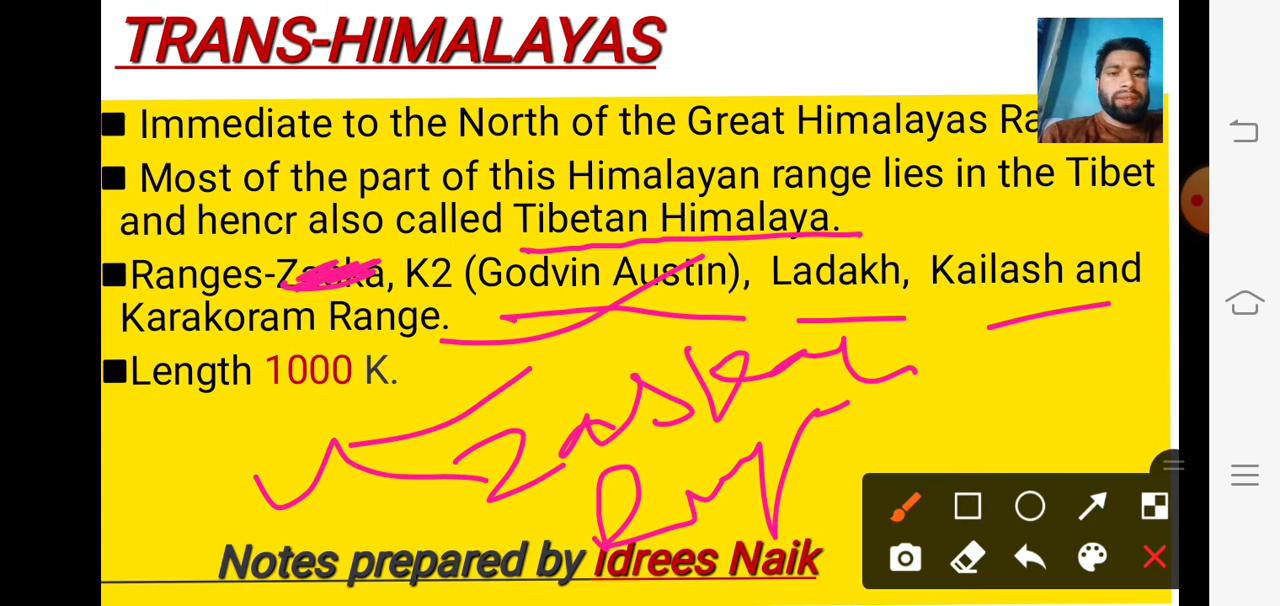 TRANS-HIMALAYAS
■ Immediate to the North of the Great Himalayas Ra
■ Most of the part of this Himalayan range lies in the Tibet
and hencr also called Tibetan Himalaya.
■Ranges- K2 (Godvin Austin), Ladakh, Kailash and
Karakoram Range.
■Length 1000 K.
Zaskar
Notes prepared by Idrees Naik